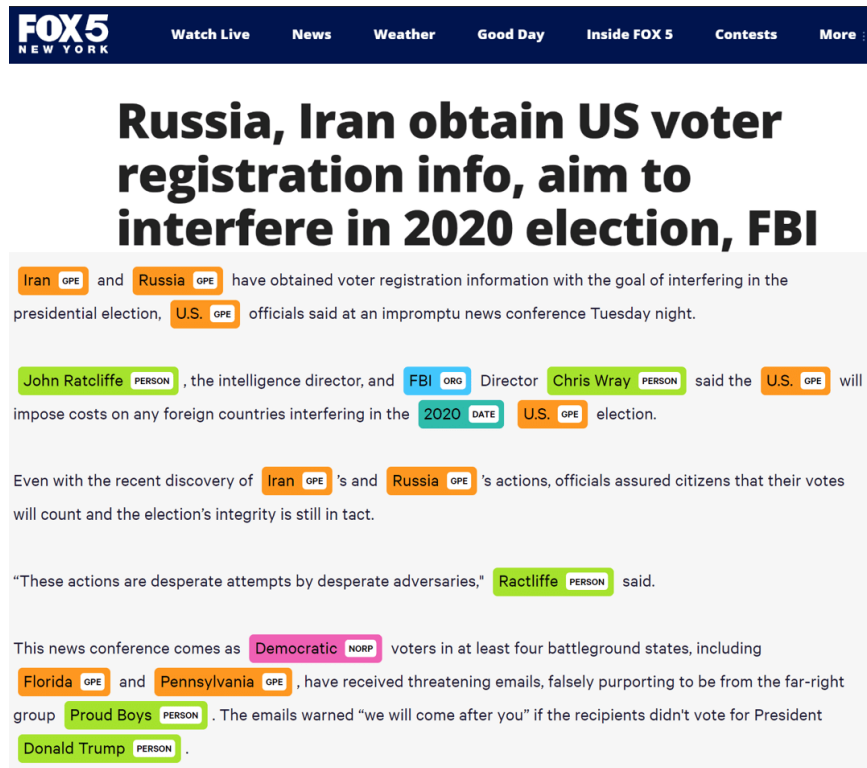 FOX 5
NEW YORK
Watch Live News Weather Good Day Inside FOX 5 Contests More
Russia, Iran obtain US voter
registration info, aim to
interfere in 2020 election, FBI
Iran GPE and Russia GPE have obtained voter registration information with the goal of interfering in the
presidential election, U.S. GPE officials said at an impromptu news conference Tuesday night.
John Ratcliffe PERSON , the intelligence director, and FBI ORG Director Chris Wray PERSON said the U.S. GPE will
impose costs on any foreign countries interfering in the 2020 DATE U.S. GPE election.
Even with the recent discovery of Iran GPE 's and Russia GPE 's actions, officials assured citizens that their votes
will count and the election's integrity is still in tact.
“These actions are desperate attempts by desperate adversaries," Ractliffe PERSON said.
This news conference comes as Democratic NORP voters in at least four battleground states, including
Florida GPE and Pennsylvania GPE , have received threatening emails, falsely purporting to be from the far-right
group Proud Boys PERSON . The emails warned “we will come after you” if the recipients didn't vote for President
Donald Trump PERSON .